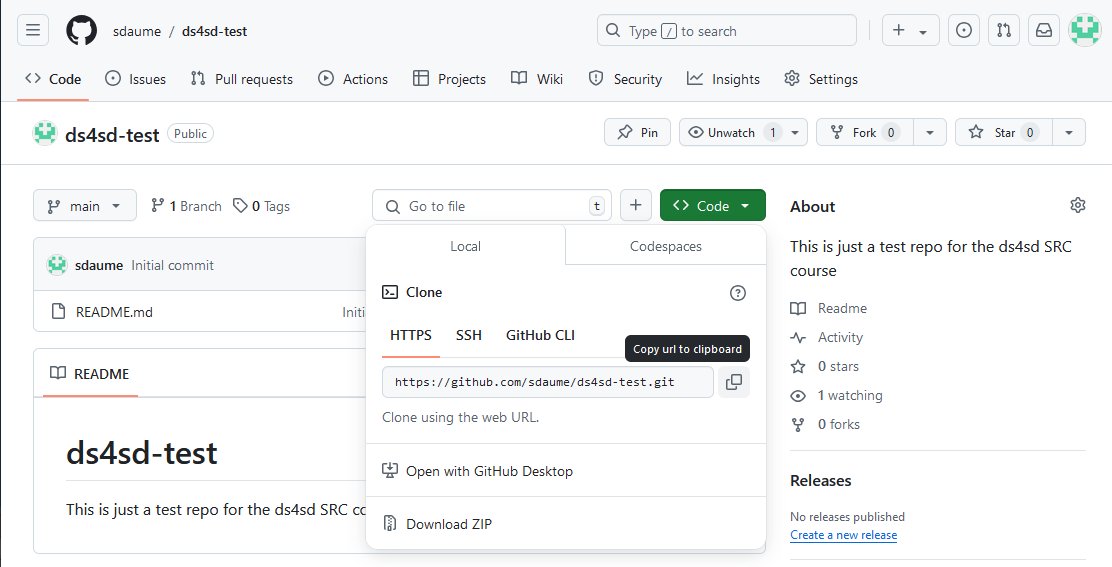 sdaume / ds4sd-test
Type / to search
Code Issues Pull requests Actions Projects Wiki Security Insights Settings
ds4sd-test Public
Pin Unwatch 1 Fork 0 Star 0
main 1 Branch 0 Tags
Go to file t
Code
sdaume Initial commit
README.md Initi
README
ds4sd-test
This is just a test repo for the ds4sd SRC co
Local Codespaces
Clone
HTTPS SSH GitHub CLI
Copy url to clipboard
https://github.com/sdaume/ds4sd-test.git
Clone using the web URL.
Open with GitHub Desktop
Download ZIP
About
This is just a test repo for the ds4sd SRC
course
Readme
Activity
0 stars
1 watching
0 forks
Releases
No releases published
Create a new release